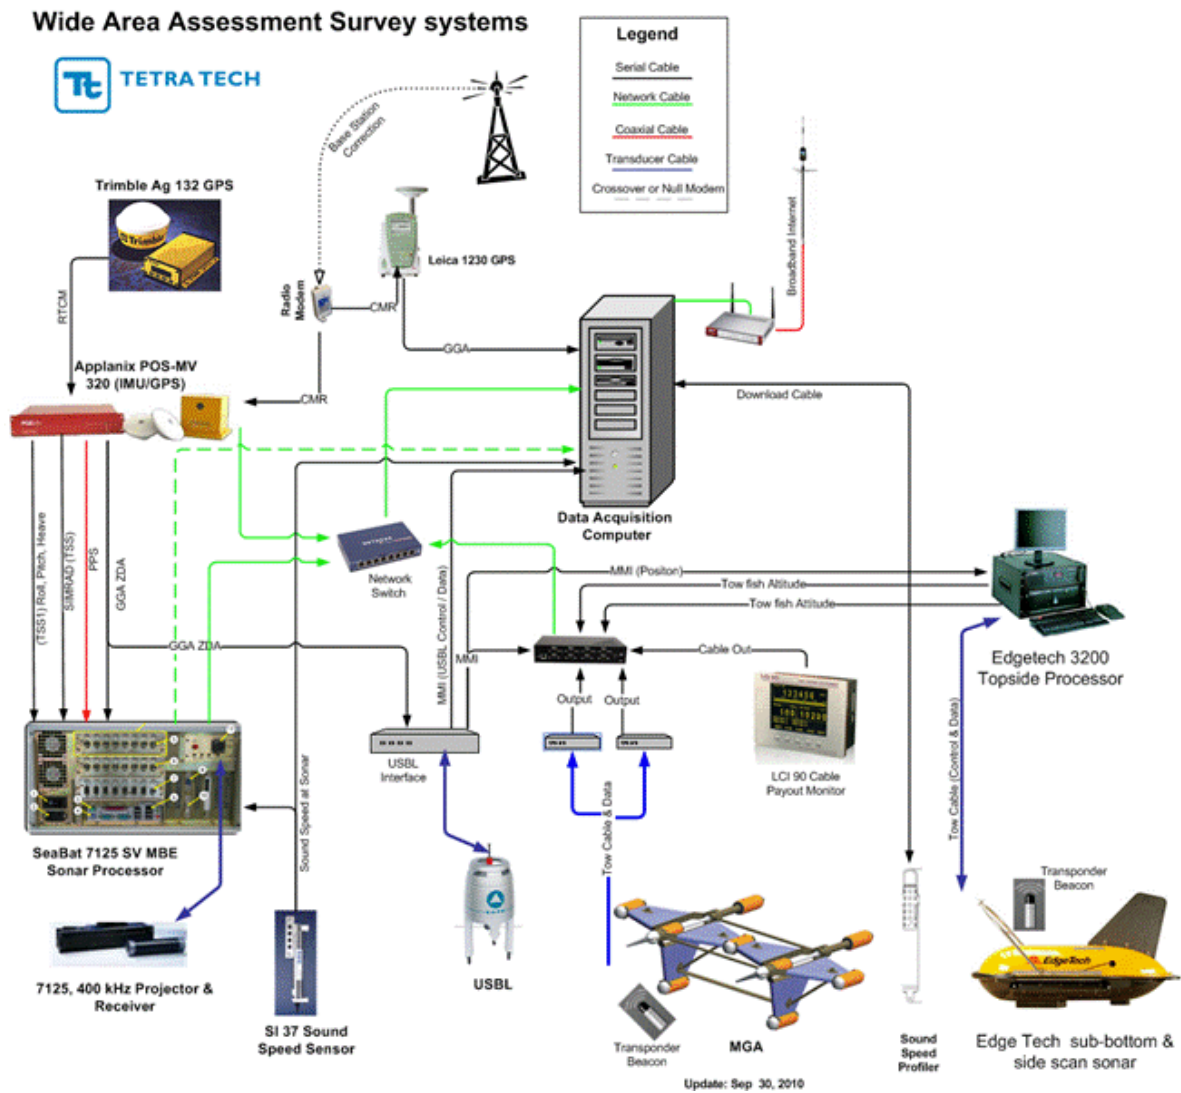 Wide Area Assessment Survey systems
Tt
TETRA TECH
Legend
Serial Cable
Network Cable
Coaxial Cable
Transducer Cable
Crossover or Null Modem
Base Station
Correction
Trimble Ag 132 GPS
Trimble
Leica 1230 GPS
Broadband Internet
Radio
Modem
CMR
RTCM
GGA
Applanix POS-MV
320 (IMU/GPS)
CMR
Download Cable
Data Acquisition
Computer
Network
Switch
(TSS1) Roll, Pitch, Heave
SIMRAD (TSS)
PPS
GGA ZDA
MMI (Positon)
Tow fish Altitude
Tow fish Attitude
GGA ZDA
MMI (USBL Control / Data)
MMI
Cable Out
Edgetech 3200
Topside Processor
Output
Output
USBL
Interface
LCI 90 Cable
Payout Monitor
Sound Speed at Sonar
Tow Cable & Data
Tow Cable (Control & Data)
SeaBat 7125 SV MBE
Sonar Processor
Transponder
Beacon
EdgeTech
7125, 400 kHz Projector &
Receiver
USBL
SI 37 Sound
Speed Sensor
Transponder
Beacon
MGA
Sound
Speed
Profiler
Edge Tech sub-bottom &
side scan sonar
Update: Sep 30, 2010